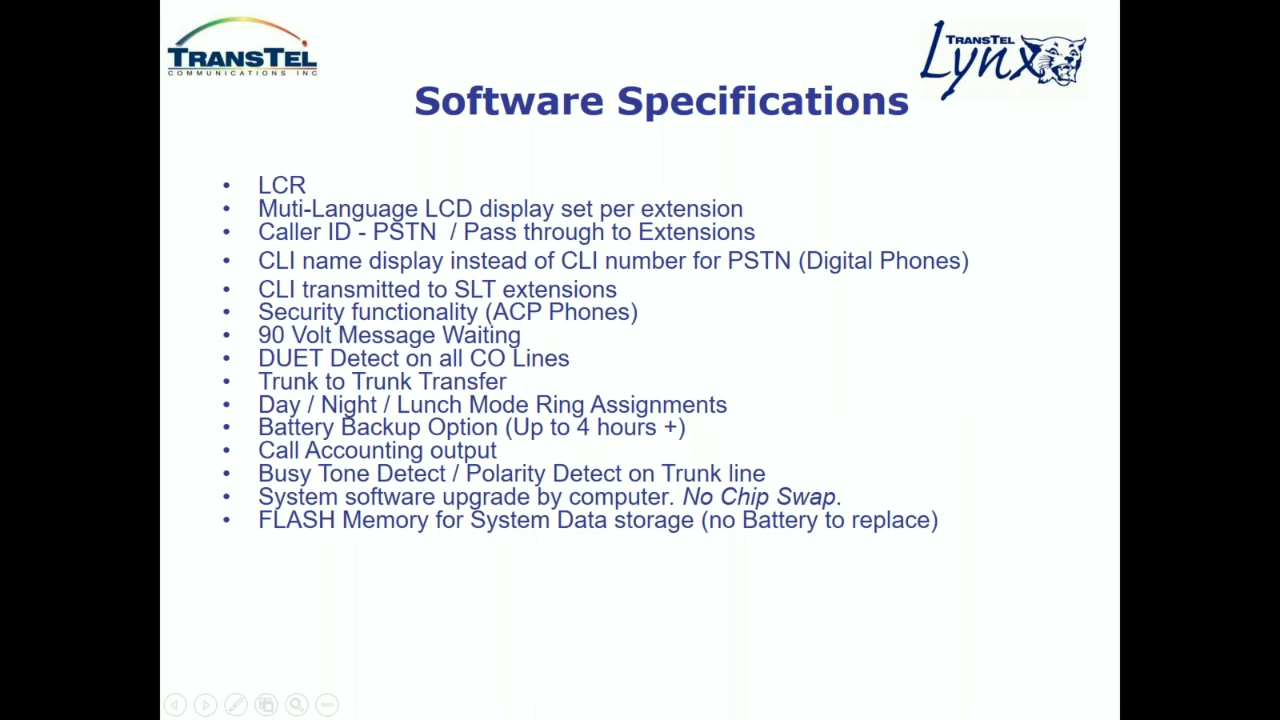 TRANSTEL
COMMUNICATIONS INC
TRANSTEL
Lynx
Software Specifications
• LCR
• Muti-Language LCD display set per extension
• Caller ID - PSTN / Pass through to Extensions
• CLI name display instead of CLI number for PSTN (Digital Phones)
• CLI transmitted to SLT extensions
• Security functionality (ACP Phones)
• 90 Volt Message Waiting
• DUET Detect on all CO Lines
• Trunk to Trunk Transfer
• Day / Night / Lunch Mode Ring Assignments
• Battery Backup Option (Up to 4 hours +)
• Call Accounting output
• Busy Tone Detect / Polarity Detect on Trunk line
• System software upgrade by computer. No Chip Swap.
• FLASH Memory for System Data storage (no Battery to replace)